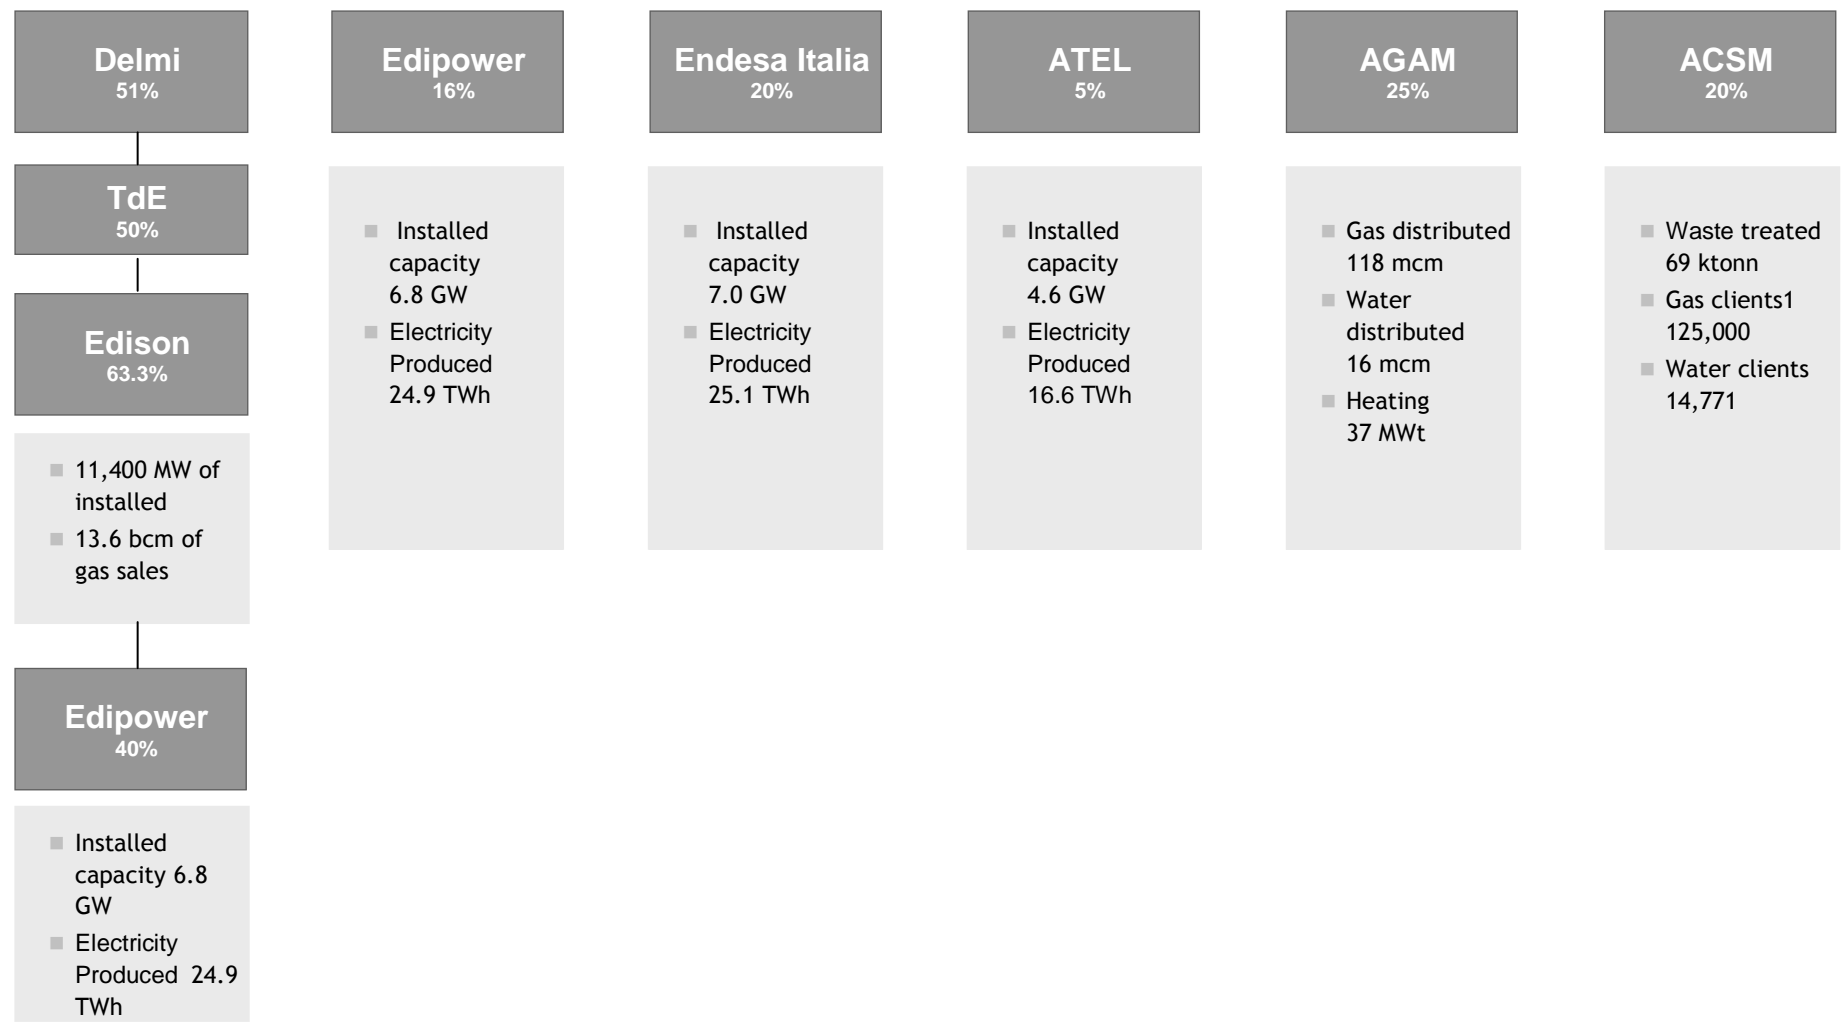 Delmi
51%
TdE
50%
Edison
63.3%
11,400 MW of
installed
13.6 bcm of
gas sales
Edipower
40%
Installed
capacity 6.8
GW
Electricity
Produced 24.9
TWh
Edipower
16%
Installed
capacity
6.8 GW
Electricity
Produced
24.9 TWh
Endesa Italia
20%
Installed
capacity
7.0 GW
Electricity
Produced
25.1 TWh
ATEL
5%
Installed
capacity
4.6 GW
Electricity
Produced
16.6 TWh
AGAM
25%
Gas distributed
118 mcm
Water
distributed
16 mcm
Heating
37 MWt
ACSM
20%
Waste treated
69 ktonn
Gas clients1
125,000
Water clients
14,771